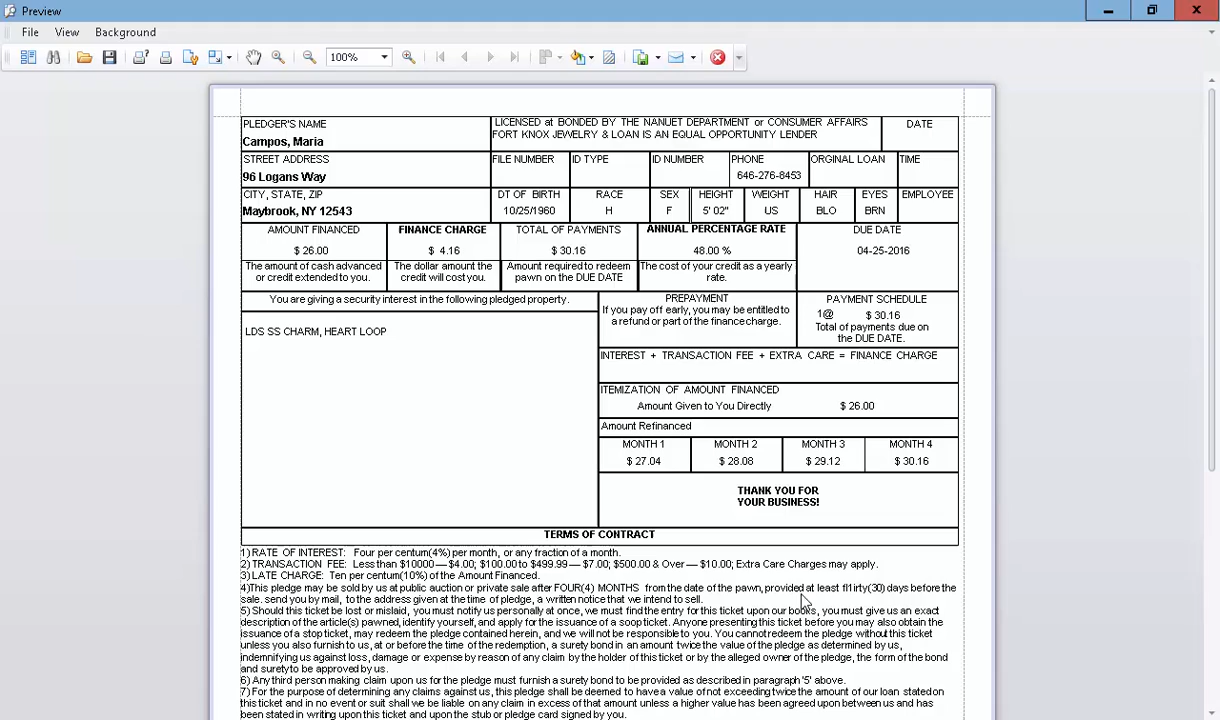 Preview
File View Background
100%
PLEDGER'S NAME
Campos, Maria
LICENSED at BONDED BY THE NANUET DEPARTMENT or CONSUMER AFFAIRS
FORT KNOX JEWELRY & LOAN IS AN EQUAL OPPORTUNITY LENDER
DATE
STREET ADDRESS
96 Logans Way
FILE NUMBER
ID TYPE
ID NUMBER
PHONE
646-276-8453
ORGINAL LOAN
TIME
CITY, STATE, ZIP
Maybrook, NY 12543
DT OF BIRTH
10/25/1960
RACE
H
SEX
F
HEIGHT
5' 02"
WEIGHT
US
HAIR
BLO
EYES
BRN
EMPLOYEE
AMOUNT FINANCED
$ 26.00
The amount of cash advanced
or credit extended to you.
FINANCE CHARGE
$ 4.16
The dollar amount the
credit will cost you.
TOTAL OF PAYMENTS
$ 30.16
Amount required to redeem
pawn on the DUE DATE
ANNUAL PERCENTAGE RATE
48.00 %
The cost of your credit as a yearly
rate.
DUE DATE
04-25-2016
You are giving a security interest in the following pledged property.
LDS SS CHARM, HEART LOOP
PREPAYMENT
If you pay off early, you may be entitled to
a refund or part of the finance charge.
PAYMENT SCHEDULE
1@ $ 30.16
Total of payments due on
the DUE DATE.
INTEREST + TRANSACTION FEE + EXTRA CARE = FINANCE CHARGE
ITEMIZATION OF AMOUNT FINANCED
Amount Given to You Directly $ 26.00
Amount Refinanced
MONTH 1 MONTH 2 MONTH 3 MONTH 4
$ 27.04 $ 28.08 $ 29.12 $ 30.16
THANK YOU FOR
YOUR BUSINESS!
TERMS OF CONTRACT
1) RATE OF INTEREST: Four per centum(4%) per month, or any fraction of a month.
2) TRANSACTION FEE: Less than $10000 — $4.00; $100.00 to $499.99 — $7.00; $500.00 & Over — $10.00; Extra Care Charges may apply.
3) LATE CHARGE: Ten per centum(10%) of the Amount Financed.
4)This pledge may be sold by us at public auction or private sale after FOUR(4) MONTHS from the date of the pawn, provided at least fl1irty(30) days before the
sale. send you by mail, to the address given at the time of pledge, a written notice that we intend to sell.
5) Should this ticket be lost or mislaid, you must notify us personally at once, we must find the entry for this ticket upon our books, you must give us an exact
description of the article(s) pawned, identify yourself, and apply for the issuance of a soop ticket. Anyone presenting this ticket before you may also obtain the
issuance of a stop ticket, may redeem the pledge contained herein, and we will not be responsible to you. You cannot redeem the pledge without this ticket
unless you also furnish to us, at or before the time of the redemption, a surety bond in an amount twice the value of the pledge as determined by us,
indemnifying us against loss, damage or expense by reason of any claim by the holder of this ticket or by the alleged owner of the pledge, the form of the bond
and surety to be approved by us.
6) Any third person making claim upon us for the pledge must furnish a surety bond to be provided as described in paragraph '5' above.
7) For the purpose of determining any claims against us, this pledge shall be deemed to have a value of not exceeding twice the amount of our loan stated on
this ticket and in no event or suit shall we be liable on any claim in excess of that amount unless a higher value has been agreed upon between us and has
been stated in writing upon this ticket and upon the stub or pledge card signed by you.